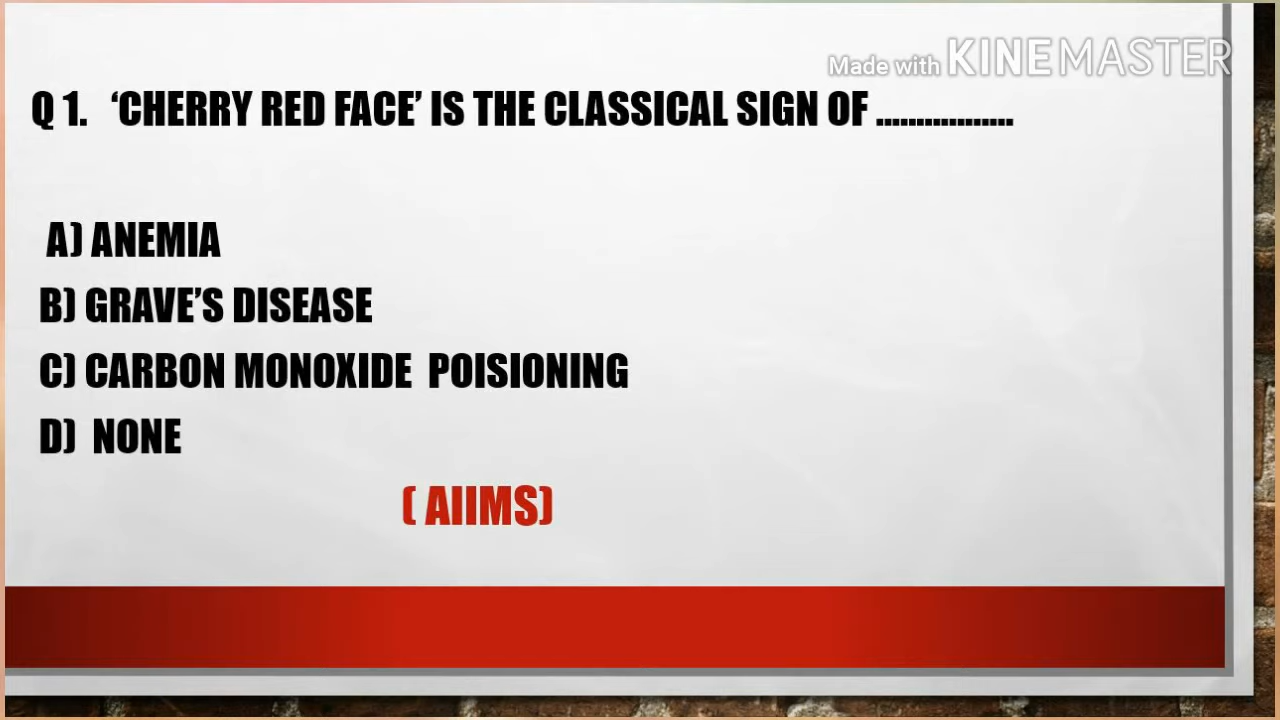 Made with KINEMASTER
Q 1. ‘CHERRY RED FACE’ IS THE CLASSICAL SIGN OF .................
A) ANEMIA
B) GRAVE’S DISEASE
C) CARBON MONOXIDE POISIONING
D) NONE
( AIIMS)